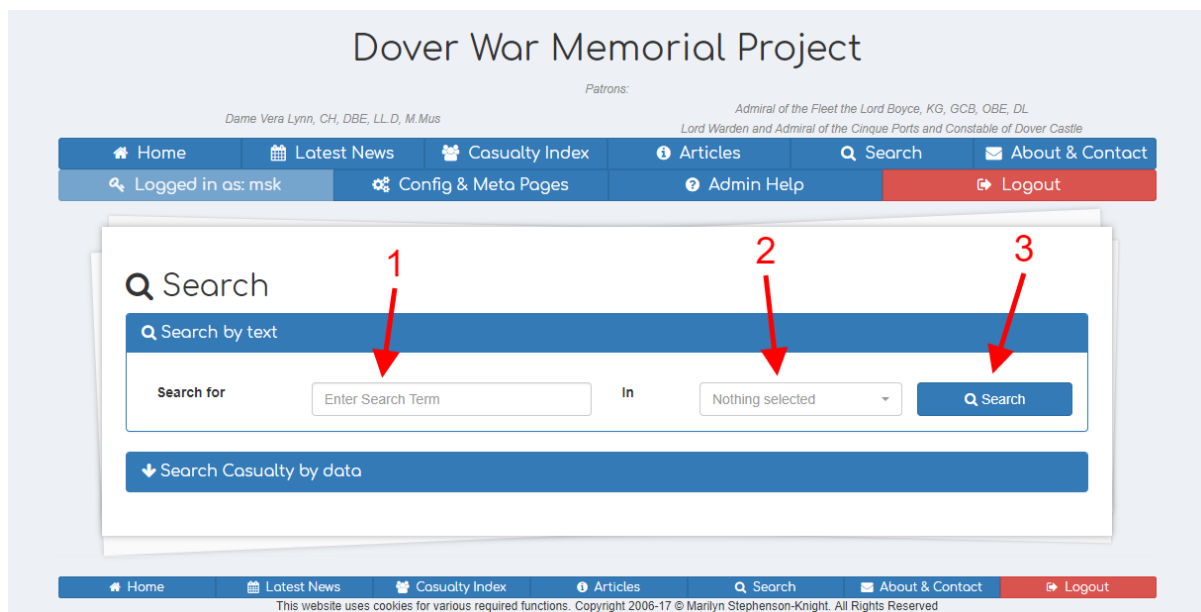 Dover War Memorial Project
Patrons:
Dame Vera Lynn, CH, DBE, LL.D, M.Mus
Admiral of the Fleet the Lord Boyce, KG, GCB, OBE, DL
Lord Warden and Admiral of the Cinque Ports and Constable of Dover Castle
Home Latest News Casualty Index Articles Search About & Contact
Logged in as: msk Config & Meta Pages Admin Help Logout
1 2 3
Search
Search by text
Search for Enter Search Term In Nothing selected Search
Search Casualty by data
Home Latest News Casualty Index Articles Search About & Contact Logout
This website uses cookies for various required functions. Copyright 2006-17 © Marilyn Stephenson-Knight. All Rights Reserved